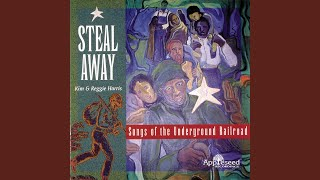 STEAL
AWAY
Kim & Reggie Harris
Songs of the Underground Railroad
Appleseed